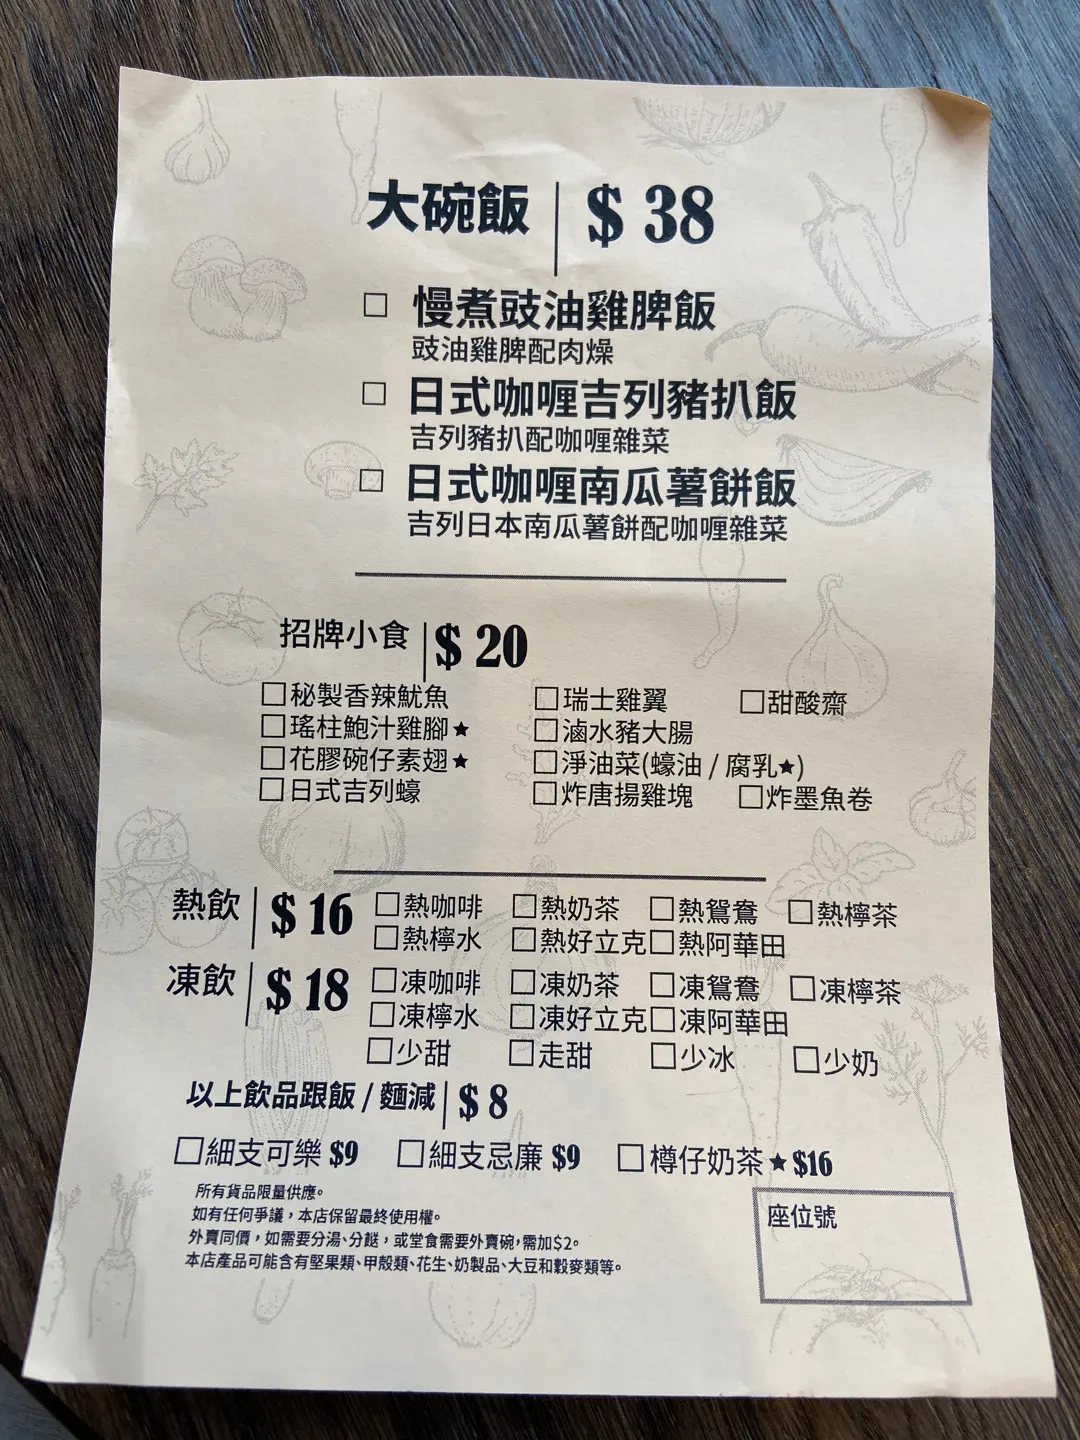 大碗飯 $ 38
☐ 慢煮豉油雞脾飯
豉油雞脾配肉燥
☐ 日式咖喱吉列豬扒飯
吉列豬扒配咖喱雜菜
☐ 日式咖喱南瓜薯餅飯
吉列日本南瓜薯餅配咖喱雜菜
招牌小食 $ 20
☐秘製香辣魷魚 ☐瑞士雞翼 ☐甜酸齋
☐瑤柱鮑汁雞腳★ ☐滷水豬大腸
☐花膠碗仔素翅★ ☐淨油菜(蠔油 / 腐乳★)
☐日式吉列蠔 ☐炸唐揚雞塊 ☐炸墨魚卷
熱飲 $ 16 ☐熱咖啡 ☐熱奶茶 ☐熱鴛鴦 ☐熱檸茶
☐熱檸水 ☐熱好立克 ☐熱阿華田
凍飲 $ 18 ☐凍咖啡 ☐凍奶茶 ☐凍鴛鴦 ☐凍檸茶
☐凍檸水 ☐凍好立克 ☐凍阿華田
☐少甜 ☐走甜 ☐少冰 ☐少奶
以上飲品跟飯 / 麵減 $ 8
☐細支可樂 $9 ☐細支忌廉 $9 ☐樽仔奶茶★$16
所有貨品限量供應。
如有任何爭議，本店保留最終使用權。
外賣同價，如需要分湯、分餸，或堂食需要外賣碗，需加$2。
本店產品可能含有堅果類、甲殼類、花生、奶製品、大豆和穀麥類等。
座位號